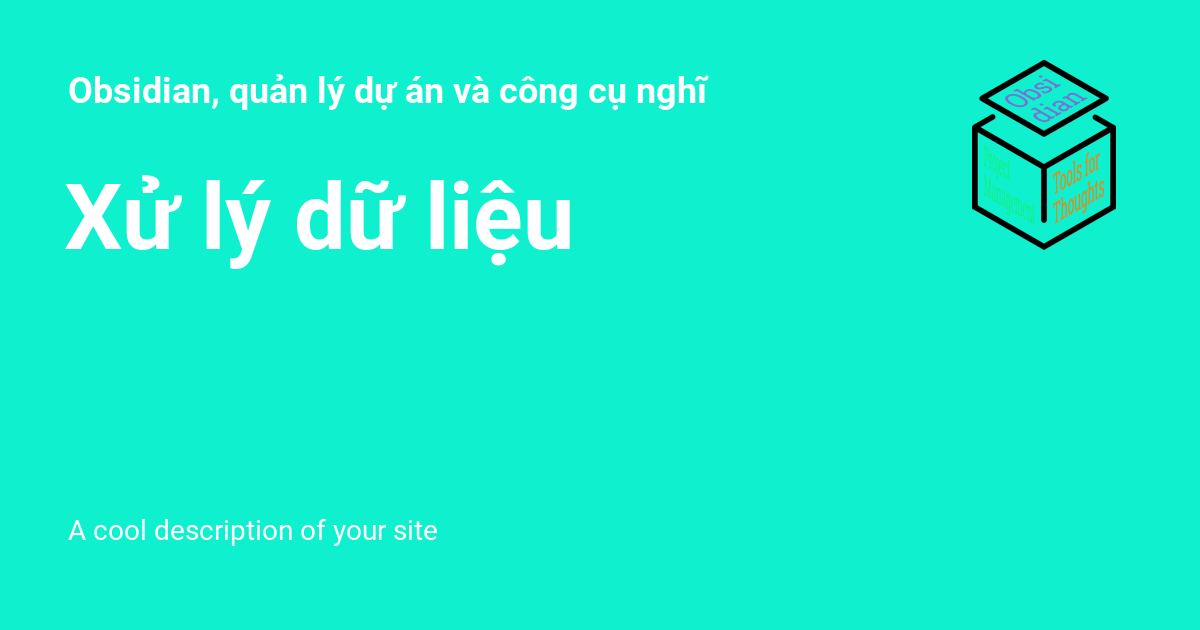 Obsidian, quản lý dự án và công cụ nghĩ
Xử lý dữ liệu
A cool description of your site
Obsi
dian
Project
Management
Tools for
Thoughts